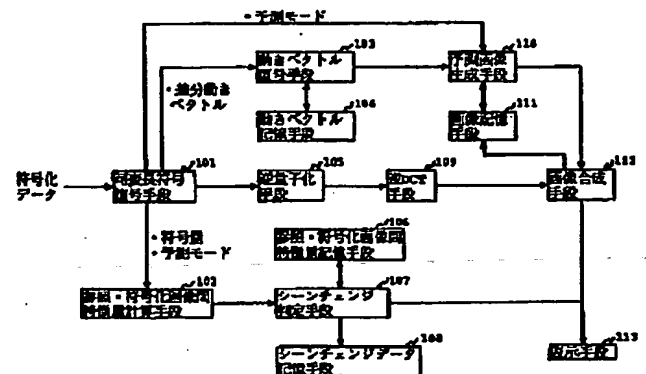 ・予測モード
103
動きベクトル
復号手段
110
予測画像
生成手段
・差分動き
ベクトル
動きベクトル
記憶手段
111
画像記憶
手段
符号化
データ
101
可変長符号
復号手段
105
逆量子化
手段
109
逆DCT
手段
112
画像合成
手段
・符号量
・予測モード
106
参照・符号化画像間
特徴量記憶手段
102
参照・符号化画像間
特徴量計算手段
107
シーンチェンジ
判定手段
108
シーンチェンジデータ
記憶手段
113
表示手段